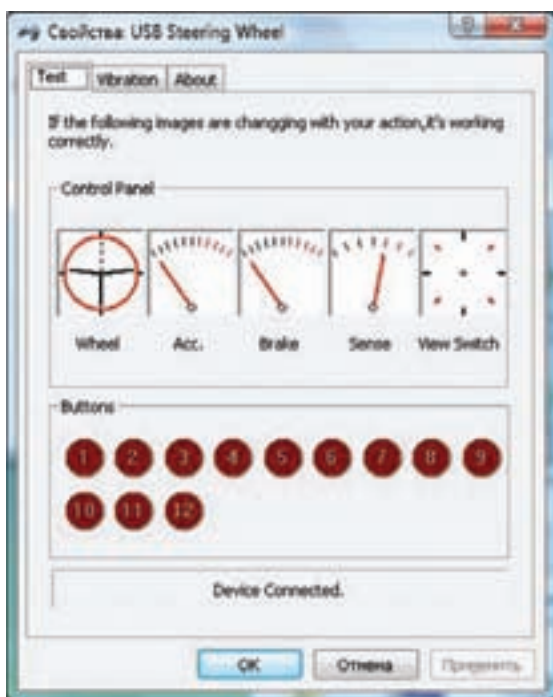 Свойства: USB Steering Wheel
Test Vibration About
If the following images are changging with your action,it's working
correctly.
Control Panel
Wheel Acc. Brake Sense View Switch
Buttons
1 2 3 4 5 6 7 8 9
10 11 12
Device Connected.
OK Отмена Применить